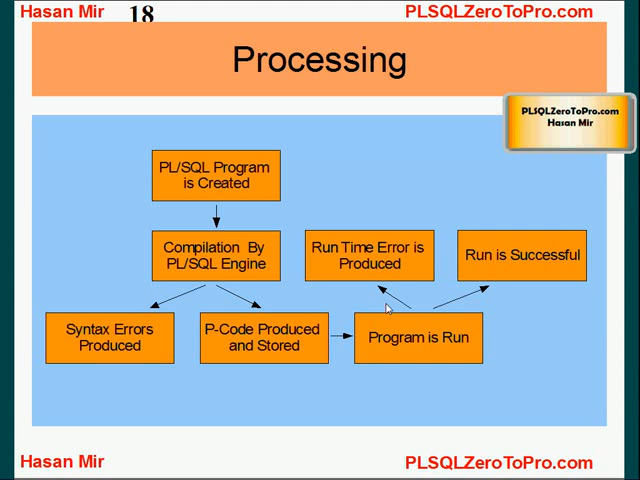 Hasan Mir
18
PLSQLZeroToPro.com
Processing
PLSQLZeroToPro.com
Hasan Mir
PL/SQL Program
is Created
Compilation By
PL/SQL Engine
Run Time Error is
Produced
Run is Successful
Syntax Errors
Produced
P-Code Produced
and Stored
Program is Run
Hasan Mir
PLSQLZeroToPro.com